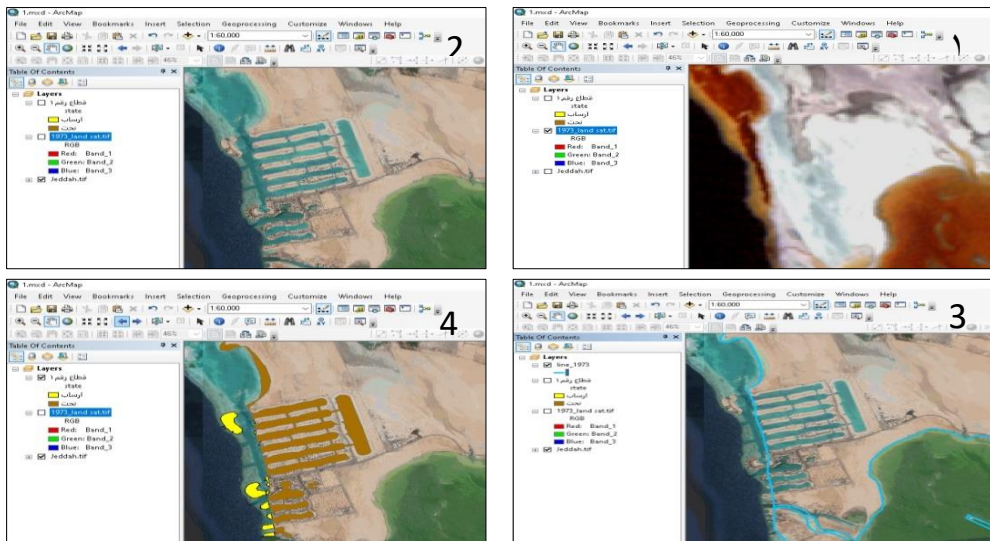 1.mxd - ArcMap
File Edit View Bookmarks Insert Selection Geoprocessing Customize Windows Help
1:60,000
46%
2
Table Of Contents
Layers
قطاع رقم ١
state
ارساب
نحت
1973_land sat.tif
RGB
Red: Band_1
Green: Band_2
Blue: Band_3
Jeddah.tif
1.mxd - ArcMap
File Edit View Bookmarks Insert Selection Geoprocessing Customize Windows Help
1:60,000
46%
١
Table Of Contents
Layers
قطاع رقم ١
state
ارساب
نحت
1973_land sat.tif
RGB
Red: Band_1
Green: Band_2
Blue: Band_3
Jeddah.tif
1.mxd - ArcMap
File Edit View Bookmarks Insert Selection Geoprocessing Customize Windows Help
1:60,000
46%
4
Table Of Contents
Layers
قطاع رقم ١
state
ارساب
نحت
1973_land sat.tif
RGB
Red: Band_1
Green: Band_2
Blue: Band_3
Jeddah.tif
1.mxd - ArcMap
File Edit View Bookmarks Insert Selection Geoprocessing Customize Windows Help
1:60,000
46%
3
Table Of Contents
Layers
line_1973
قطاع رقم ١
state
ارساب
نحت
1973_land sat.tif
RGB
Red: Band_1
Green: Band_2
Blue: Band_3
Jeddah.tif